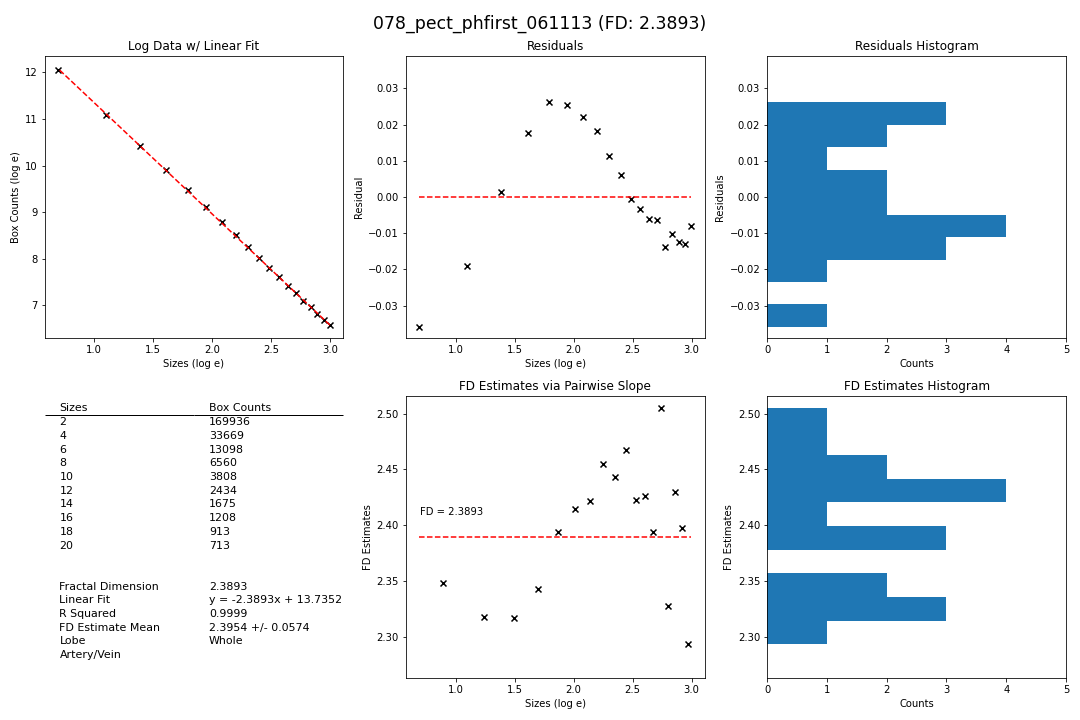 078_pect_phfirst_061113 (FD: 2.3893)
Log Data w/ Linear Fit
Box Counts (log e)
12
11
10
9
8
7
1.0 1.5 2.0 2.5 3.0
Sizes (log e)
Residuals
Residual
0.03
0.02
0.01
0.00
−0.01
−0.02
−0.03
1.0 1.5 2.0 2.5 3.0
Sizes (log e)
Residuals Histogram
Residuals
0.03
0.02
0.01
0.00
−0.01
−0.02
−0.03
0 1 2 3 4 5
Counts
Sizes Box Counts
2 169936
4 33669
6 13098
8 6560
10 3808
12 2434
14 1675
16 1208
18 913
20 713
Fractal Dimension 2.3893
Linear Fit y = -2.3893x + 13.7352
R Squared 0.9999
FD Estimate Mean 2.3954 +/- 0.0574
Lobe Whole
Artery/Vein
FD Estimates via Pairwise Slope
FD Estimates
2.50
2.45
2.40
2.35
2.30
FD = 2.3893
1.0 1.5 2.0 2.5 3.0
Sizes (log e)
FD Estimates Histogram
FD Estimates
2.50
2.45
2.40
2.35
2.30
0 1 2 3 4 5
Counts